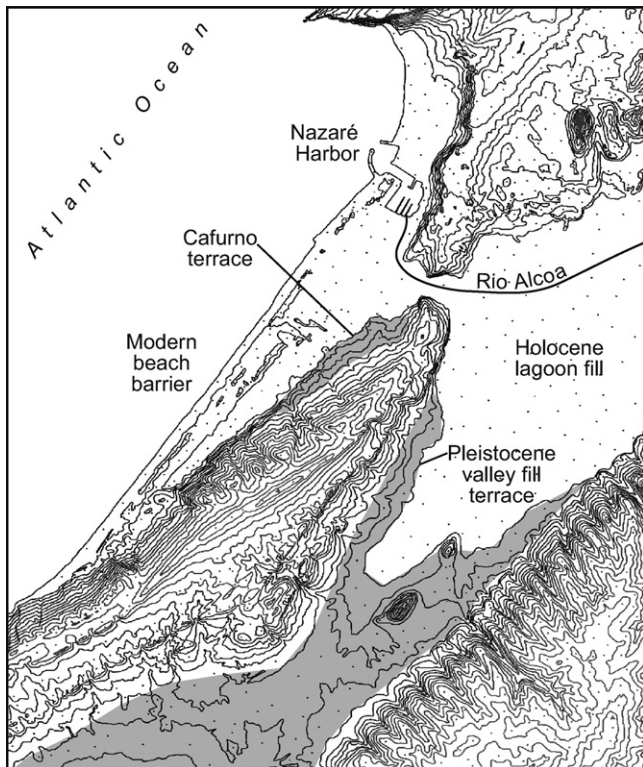 Atlantic Ocean
Nazaré
Harbor
Cafurno
terrace
Rio Alcoa
Modern
beach
barrier
Holocene
lagoon fill
Pleistocene
valley fill
terrace